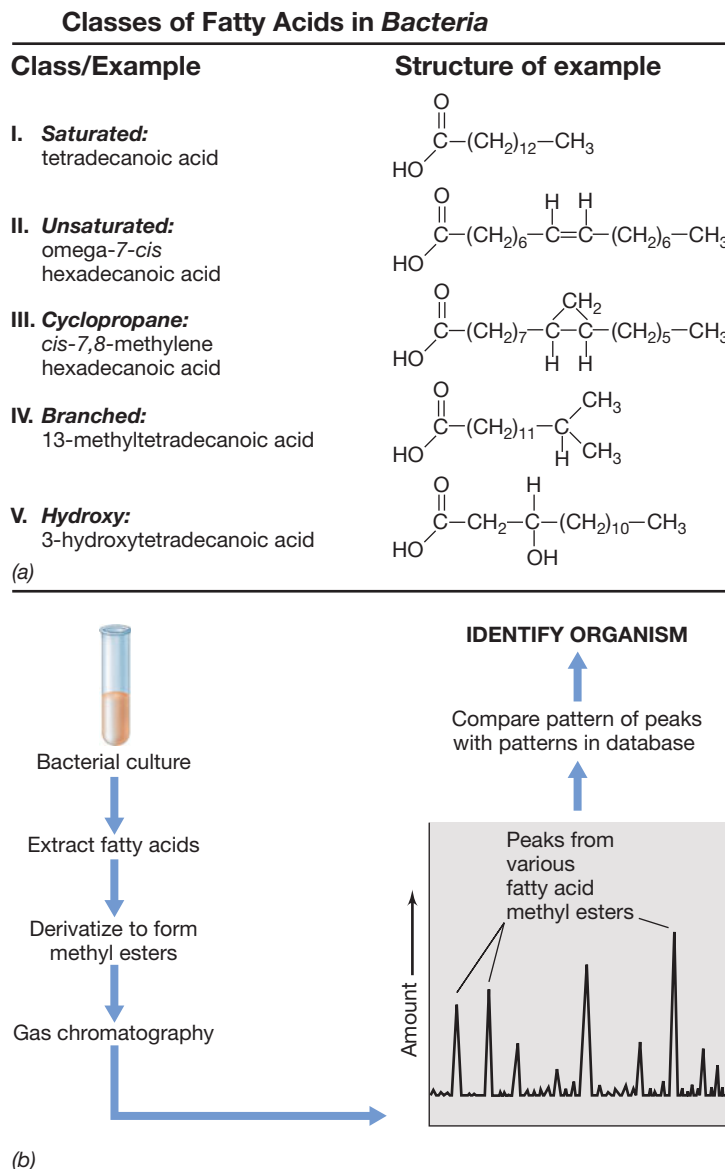 Classes of Fatty Acids in Bacteria
Class/Example
Structure of example
I. Saturated:
tetradecanoic acid
O
C–(CH2)12–CH3
HO
II. Unsaturated:
omega-7-cis
hexadecanoic acid
O H H
C–(CH2)6–C=C–(CH2)6–CH3
HO
III. Cyclopropane:
cis-7,8-methylene
hexadecanoic acid
O CH2
C–(CH2)7–C–C–(CH2)5–CH3
HO H H
IV. Branched:
13-methyltetradecanoic acid
O CH3
C–(CH2)11–C
HO H CH3
V. Hydroxy:
3-hydroxytetradecanoic acid
O H
C–CH2–C–(CH2)10–CH3
HO OH
(a)
Bacterial culture
Extract fatty acids
Derivatize to form
methyl esters
Gas chromatography
IDENTIFY ORGANISM
Compare pattern of peaks
with patterns in database
Peaks from
various
fatty acid
methyl esters
Amount
(b)